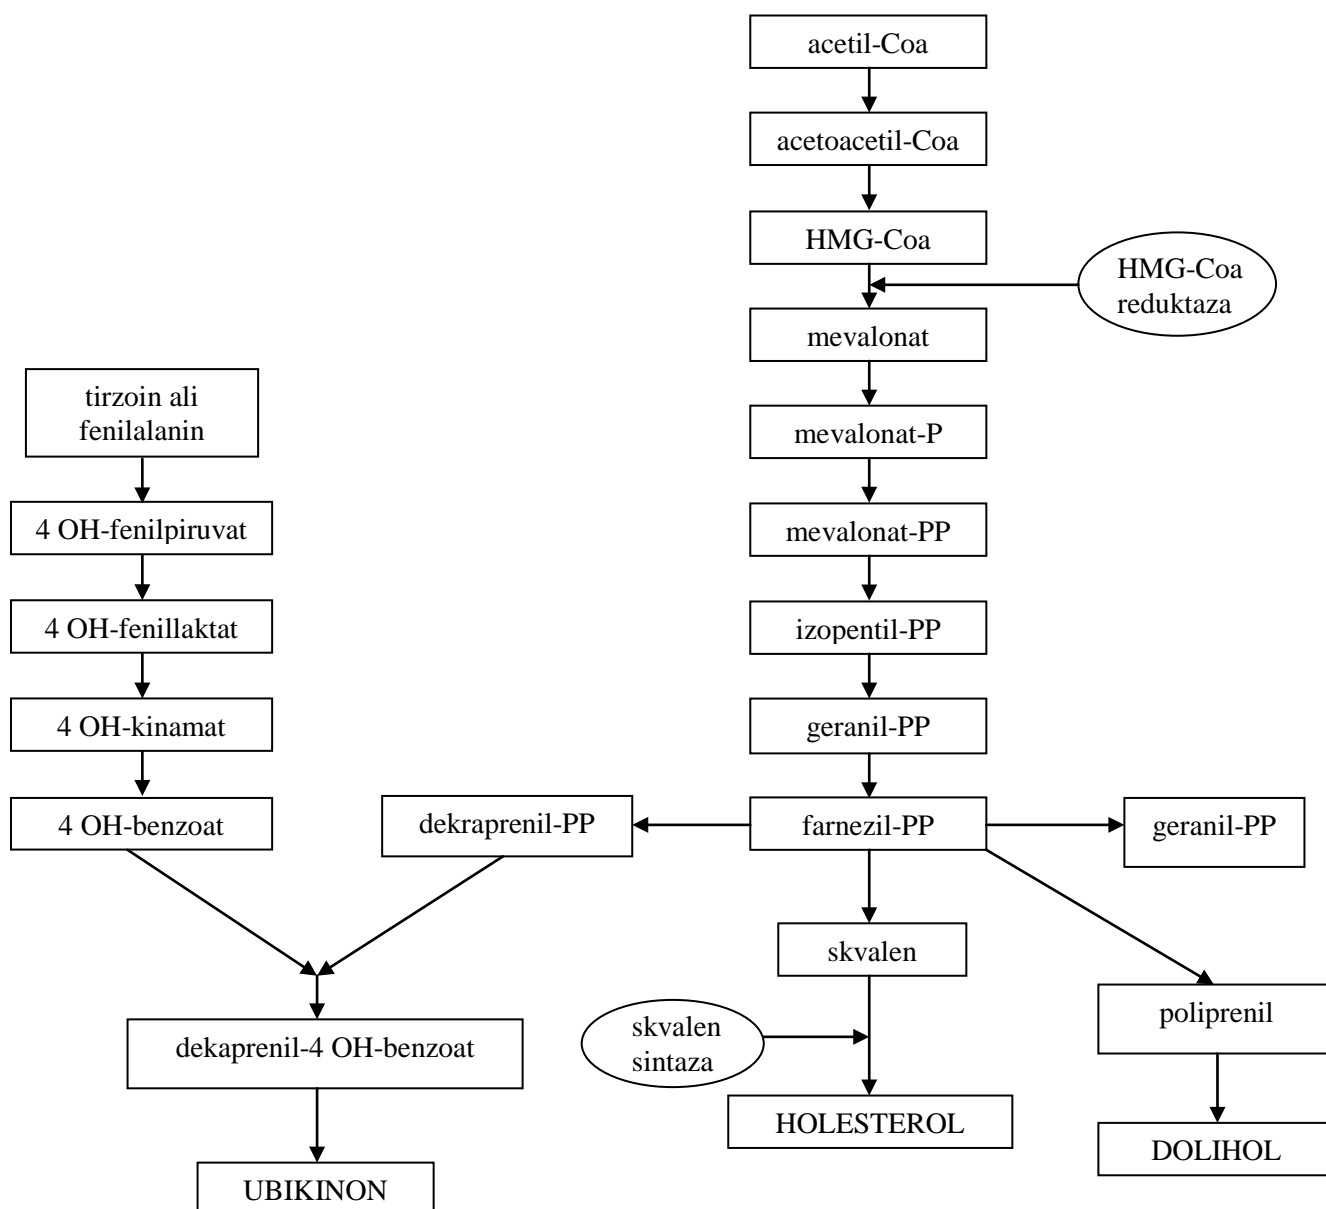 acetil-Coa
acetoacetil-Coa
HMG-Coa
HMG-Coa
reduktaza
mevalonat
tirzoin ali
fenilalanin
mevalonat-P
4 OH-fenilpiruvat
mevalonat-PP
4 OH-fenillaktat
izopentil-PP
4 OH-kinamat
geranil-PP
4 OH-benzoat
dekraprenil-PP
farnezil-PP
geranil-PP
skvalen
poliprenil
skvalen
sintaza
dekaprenil-4 OH-benzoat
HOLESTEROL
DOLIHOL
UBIKINON